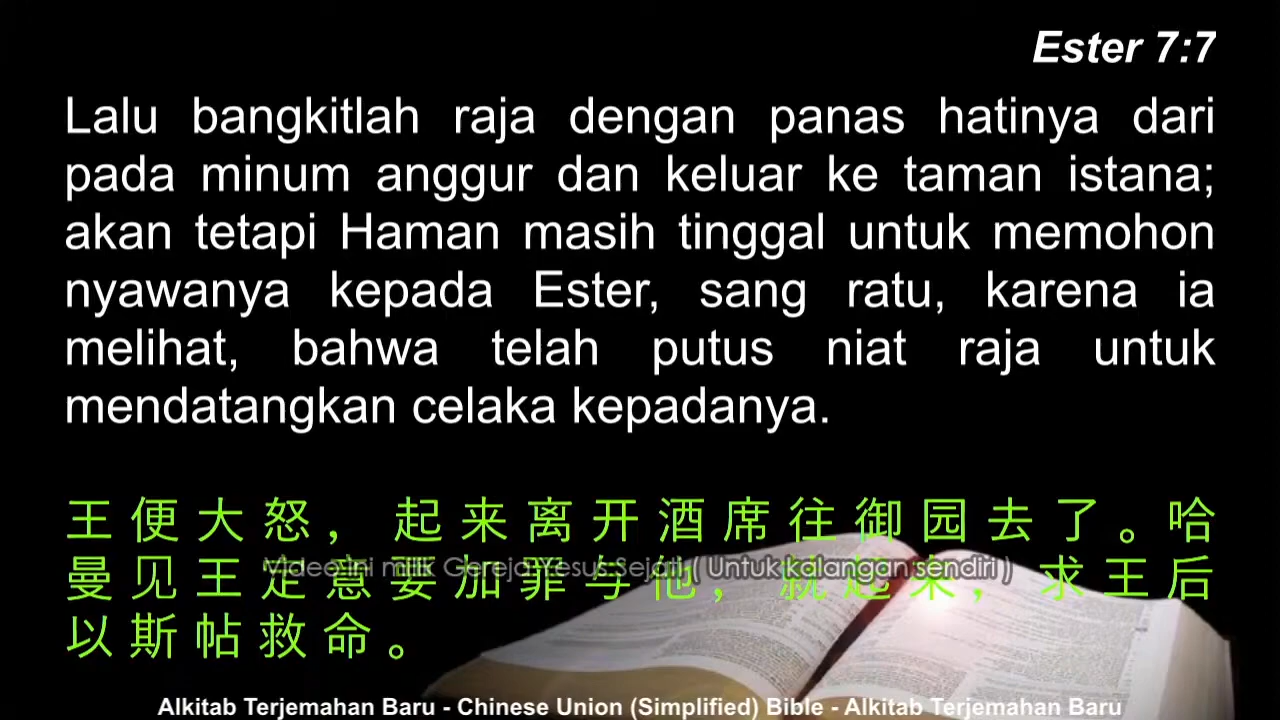 Ester 7:7
Lalu bangkitlah raja dengan panas hatinya dari
pada minum anggur dan keluar ke taman istana;
akan tetapi Haman masih tinggal untuk memohon
nyawanya kepada Ester, sang ratu, karena ia
melihat, bahwa telah putus niat raja untuk
mendatangkan celaka kepadanya.
王便大怒，起来离开酒席往御园去了。哈
曼见王定意要加罪与他，就起来，求王后
以斯帖救命。
Video ini milik Gereja Yesus Sejati ( Untuk kalangan sendiri )
Alkitab Terjemahan Baru - Chinese Union (Simplified) Bible - Alkitab Terjemahan Baru